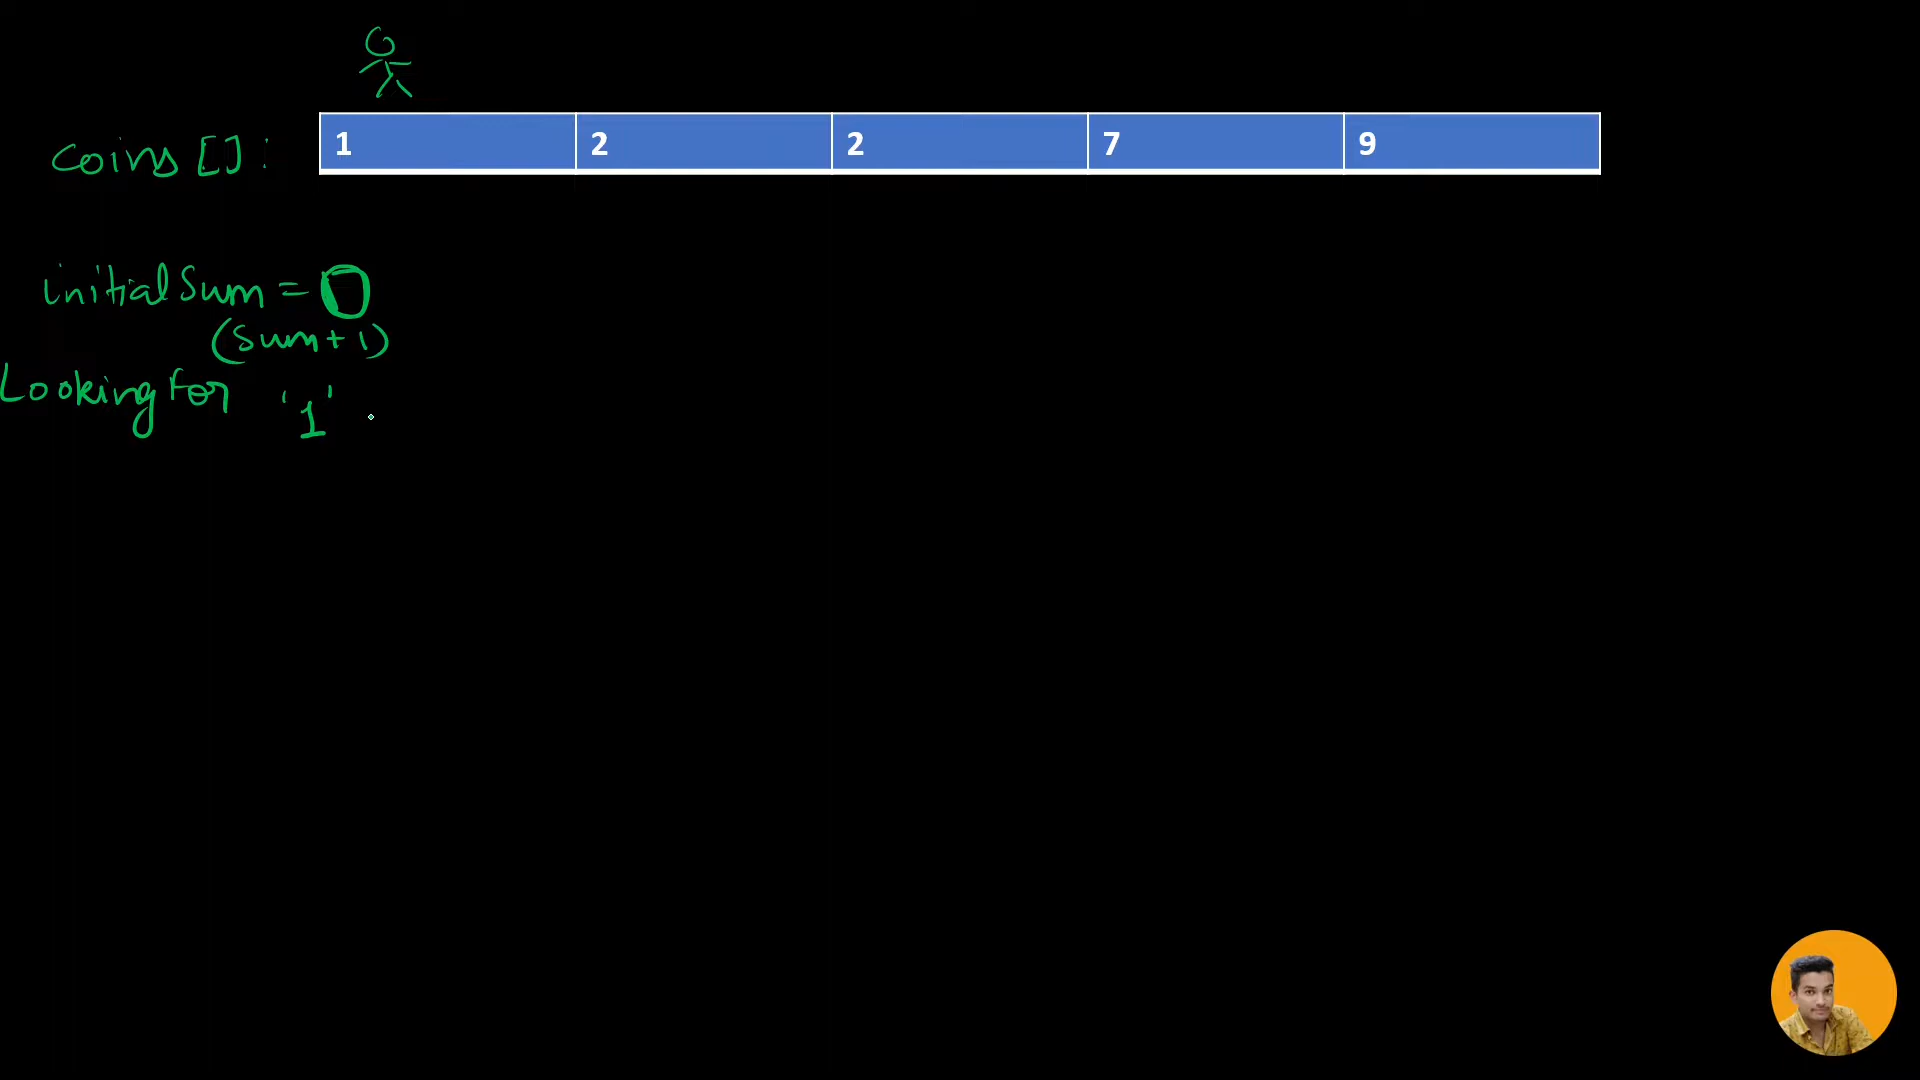 coins []: 1 2 2 7 9
initialSum = 0
(sum+1)
Looking For '1'